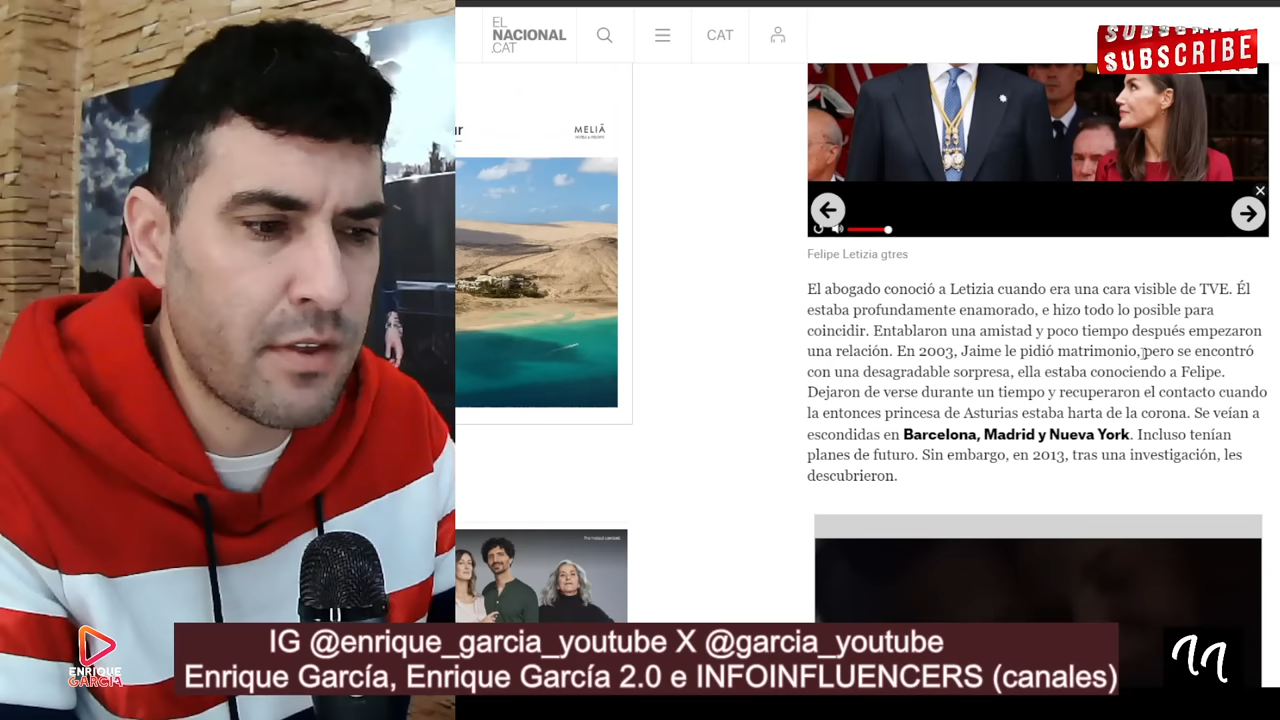 EL
NACIONAL
.CAT
CAT
SUBSCRIBE
SUBSCRIBE
MELIÁ
Felipe Letizia gtres
El abogado conoció a Letizia cuando era una cara visible de TVE. Él
estaba profundamente enamorado, e hizo todo lo posible para
coincidir. Entablaron una amistad y poco tiempo después empezaron
una relación. En 2003, Jaime le pidió matrimonio, pero se encontró
con una desagradable sorpresa, ella estaba conociendo a Felipe.
Dejaron de verse durante un tiempo y recuperaron el contacto cuando
la entonces princesa de Asturias estaba harta de la corona. Se veían a
escondidas en Barcelona, Madrid y Nueva York. Incluso tenían
planes de futuro. Sin embargo, en 2013, tras una investigación, les
descubrieron.
IG @enrique_garcia_youtube X @garcia_youtube
Enrique García, Enrique García 2.0 e INFOINFLUENCERS (canales)
ENRIQUE
GARCÍA